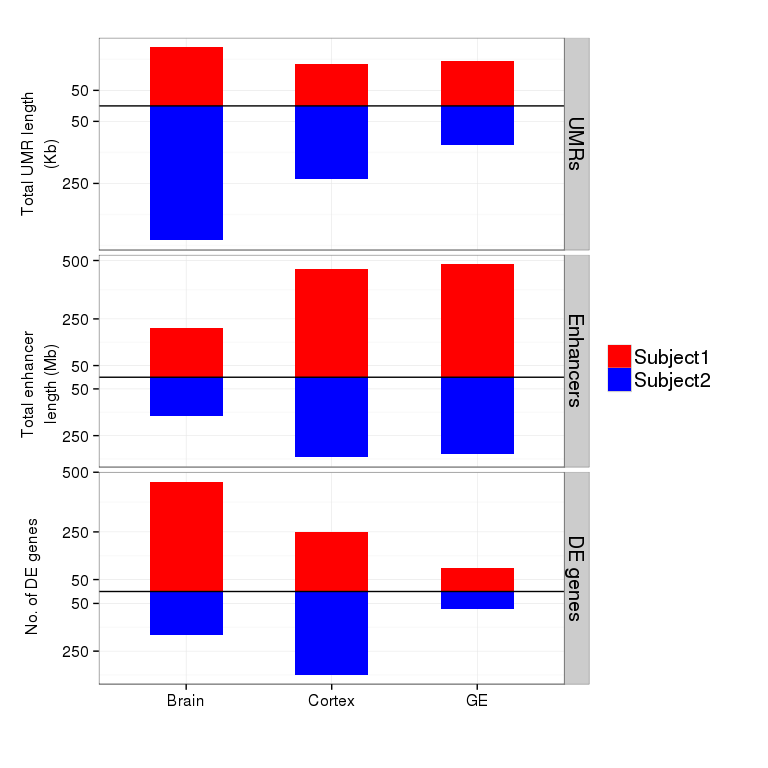 Total UMR length
(Kb)
50
50
250
UMRs
Total enhancer
length (Mb)
500
250
50
50
250
Enhancers
No. of DE genes
500
250
50
50
250
DE genes
Brain
Cortex
GE
Subject1
Subject2